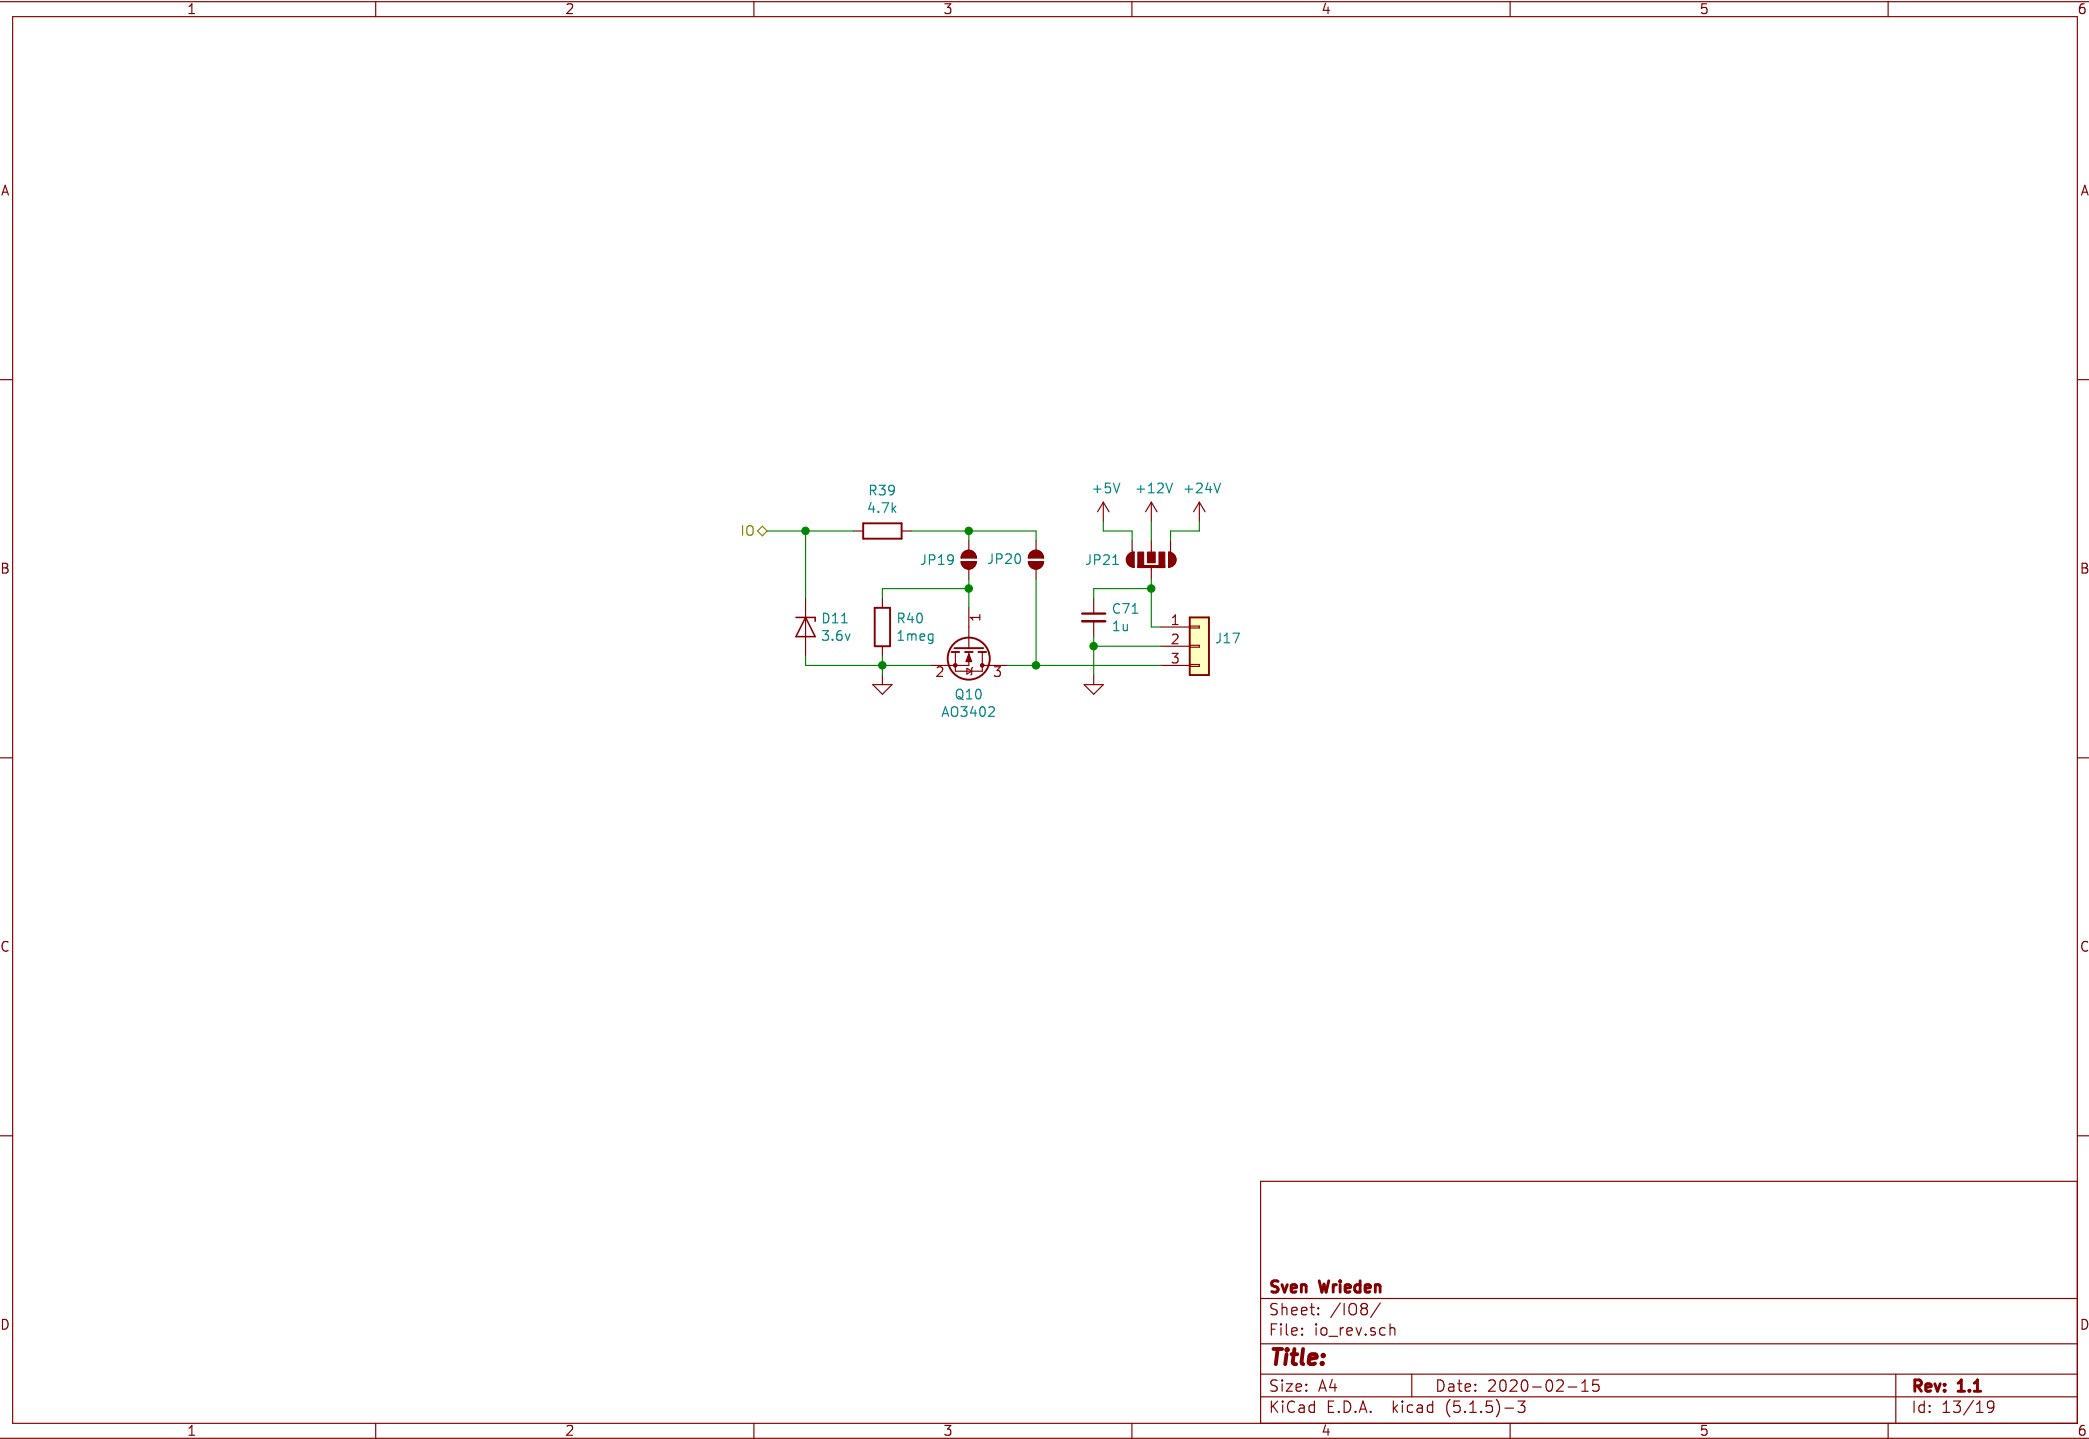 1 2 3 4 5 6
A A
R39
4.7k
+5V +12V +24V
IO
JP19 JP20 JP21
B B
D11
3.6v
R40
1meg
1
C71
1u
1
2
3
J17
2 3
Q10
AO3402
C C
Sven Wrieden
Sheet: /IO8/
File: io_rev.sch
D D
Title:
Size: A4 Date: 2020-02-15 Rev: 1.1
KiCad E.D.A. kicad (5.1.5)-3 Id: 13/19
1 2 3 4 5 6